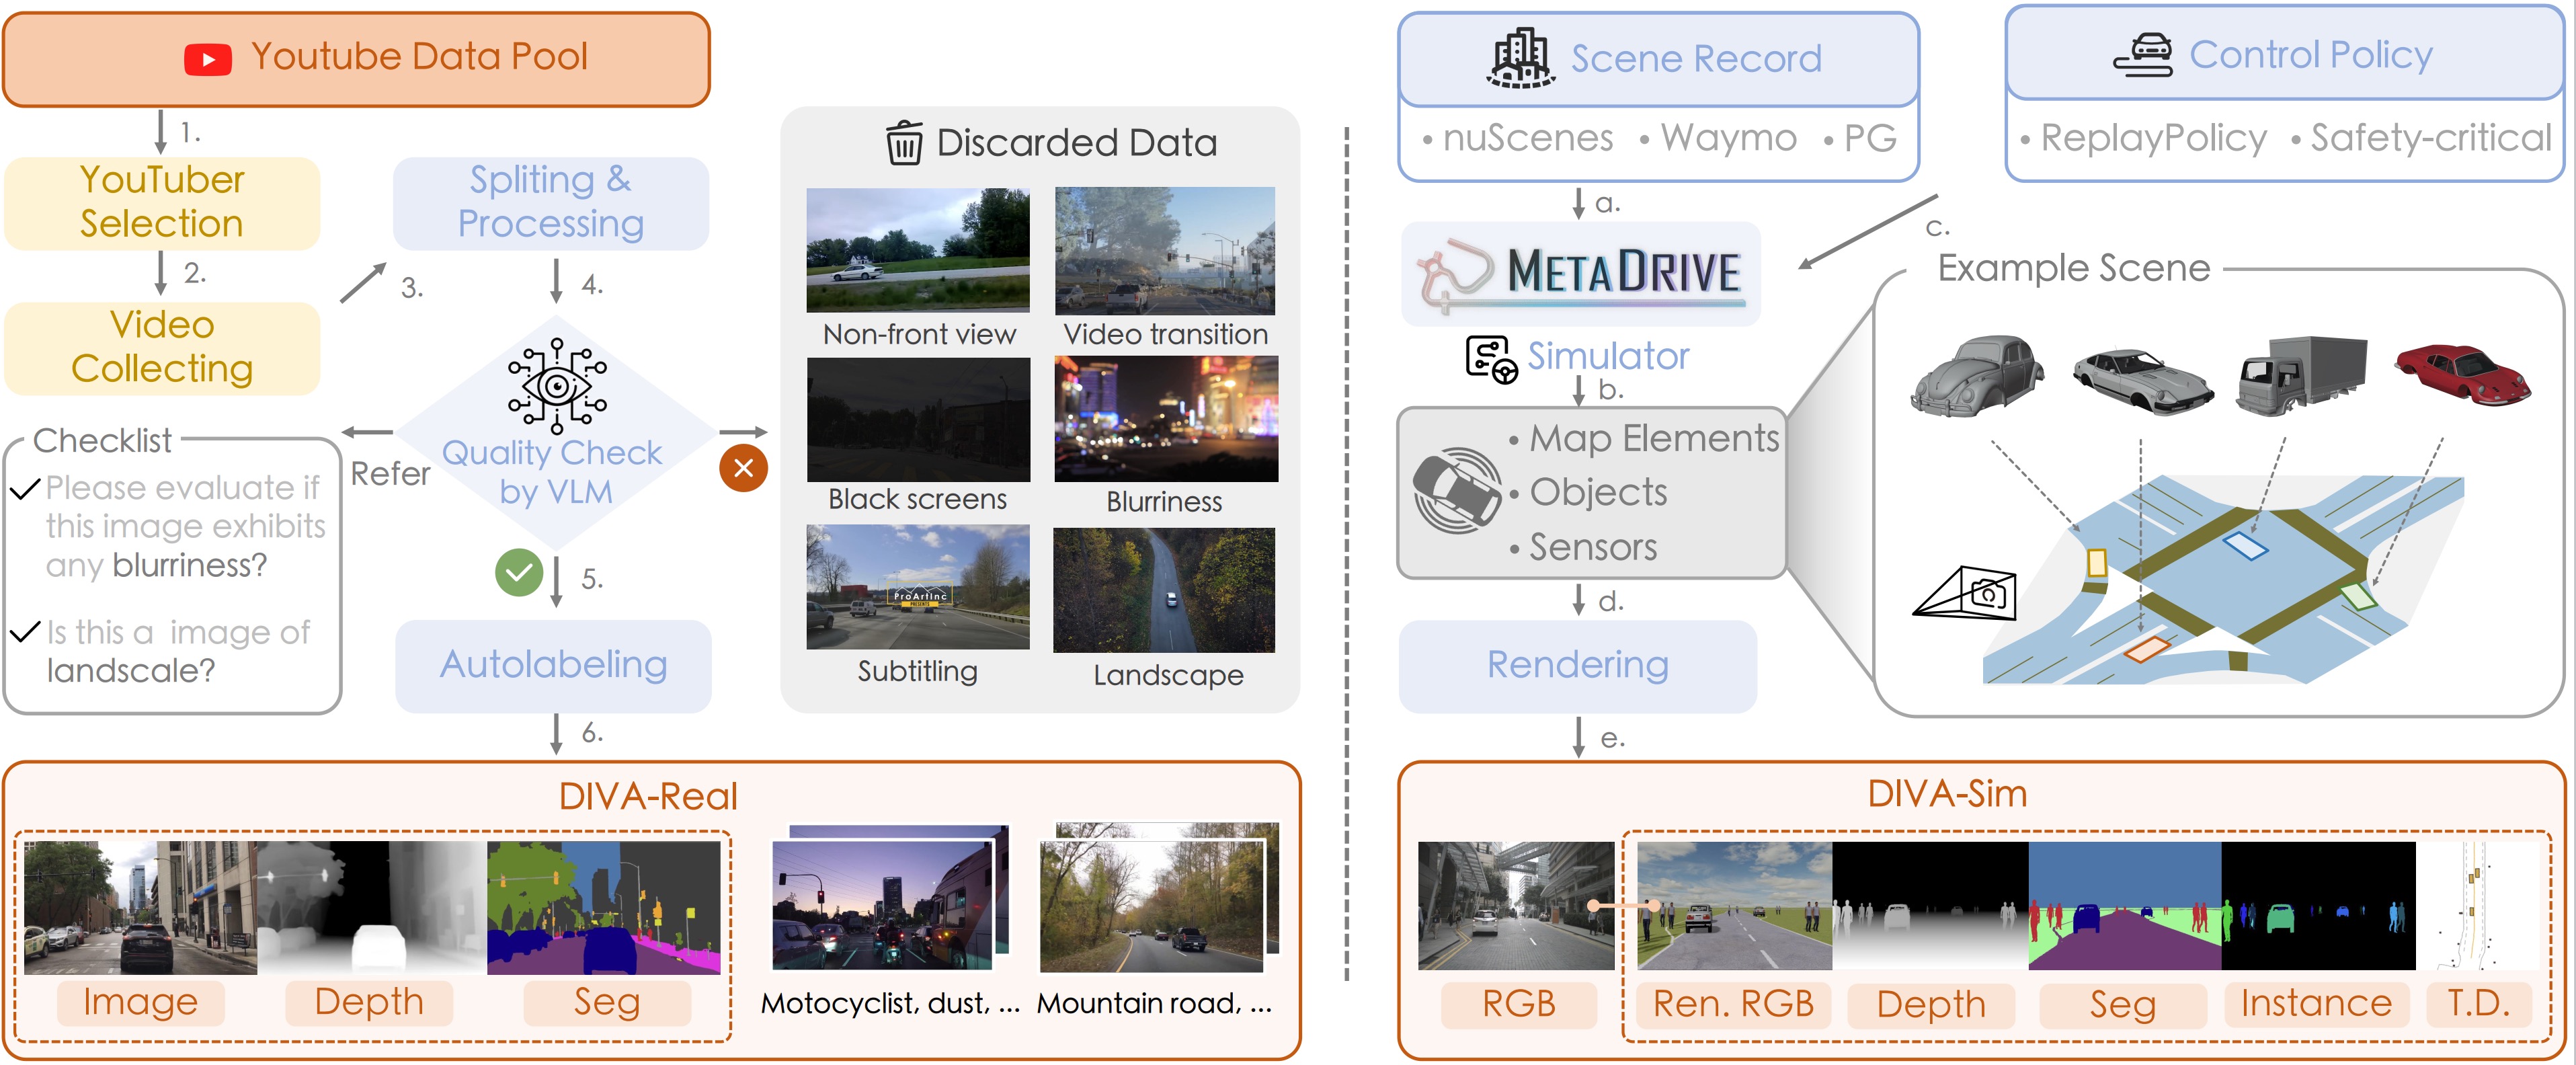 Youtube Data Pool
1.
YouTuber
Selection
2.
Video
Collecting
3.
Spliting &
Processing
4.
Quality Check
by VLM
Refer
Checklist
Please evaluate if
this image exhibits
any blurriness?
Is this a image of
landscale?
5.
Autolabeling
6.
Discarded Data
Non-front view
Video transition
Black screens
Blurriness
ProArtInc
PRESENTS
Subtitling
Landscape
DIVA-Real
Image
Depth
Seg
Motocyclist, dust, ...
Mountain road, ...
Scene Record
• nuScenes • Waymo • PG
Control Policy
• ReplayPolicy • Safety-critical
a.
METADRIVE
Simulator
b.
c.
• Map Elements
• Objects
• Sensors
Example Scene
d.
Rendering
e.
DIVA-Sim
RGB
Ren. RGB
Depth
Seg
Instance
T.D.